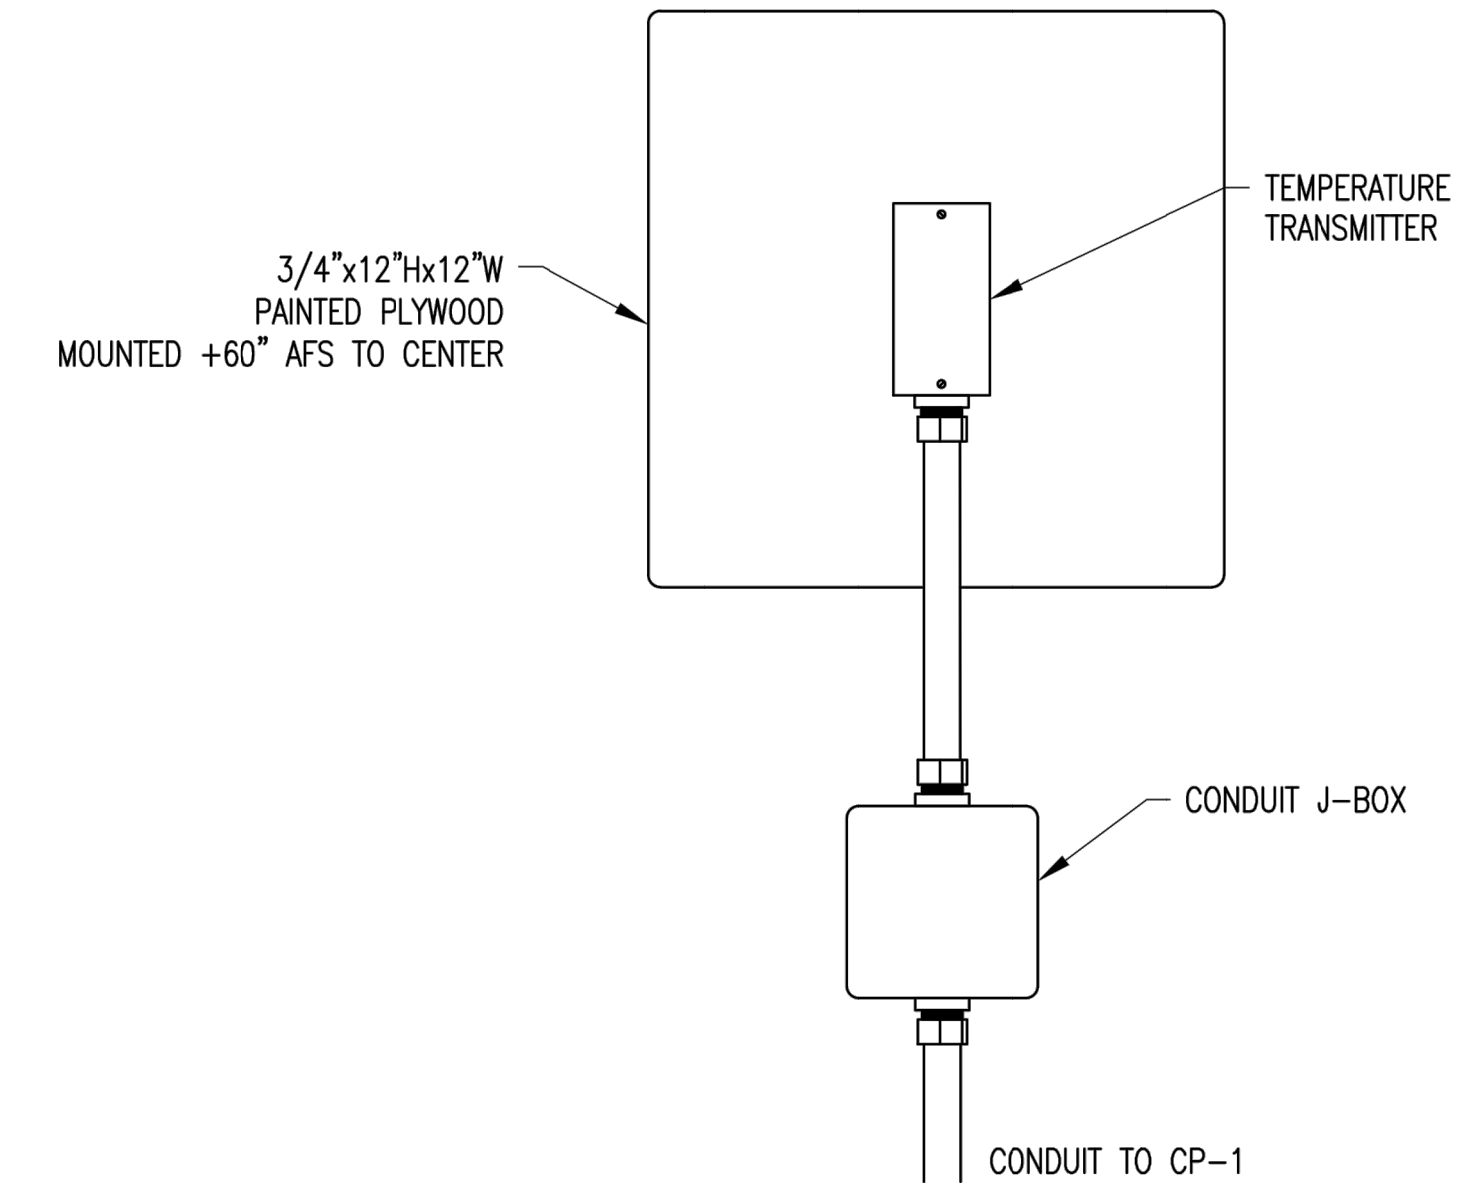 TEMPERATURE
TRANSMITTER
3/4”x12”Hx12”W
PAINTED PLYWOOD
MOUNTED +60” AFS TO CENTER
CONDUIT J-BOX
CONDUIT TO CP-1